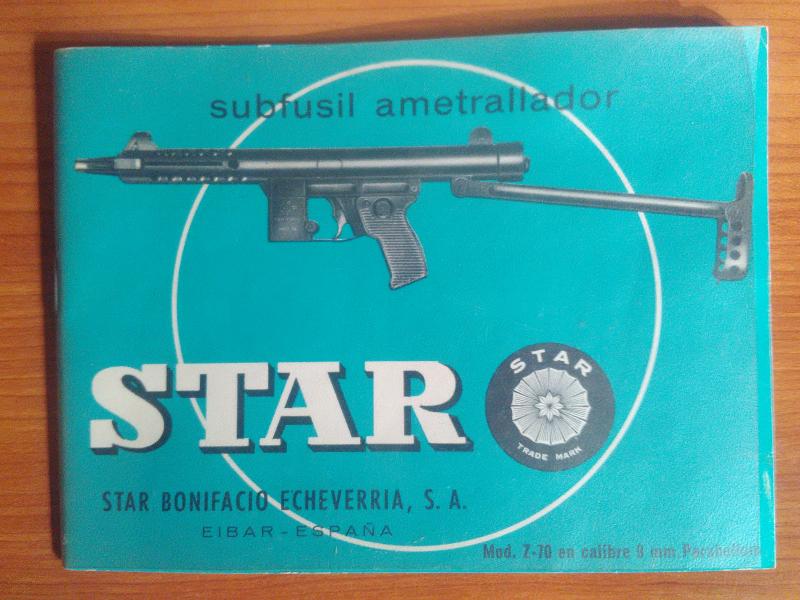 subfusil ametrallador
STAR
STAR
TRADE MARK
STAR BONIFACIO ECHEVERRIA, S. A.
EIBAR - ESPAÑA
Mod. Z-70 en calibre 9 mm. Parabellum